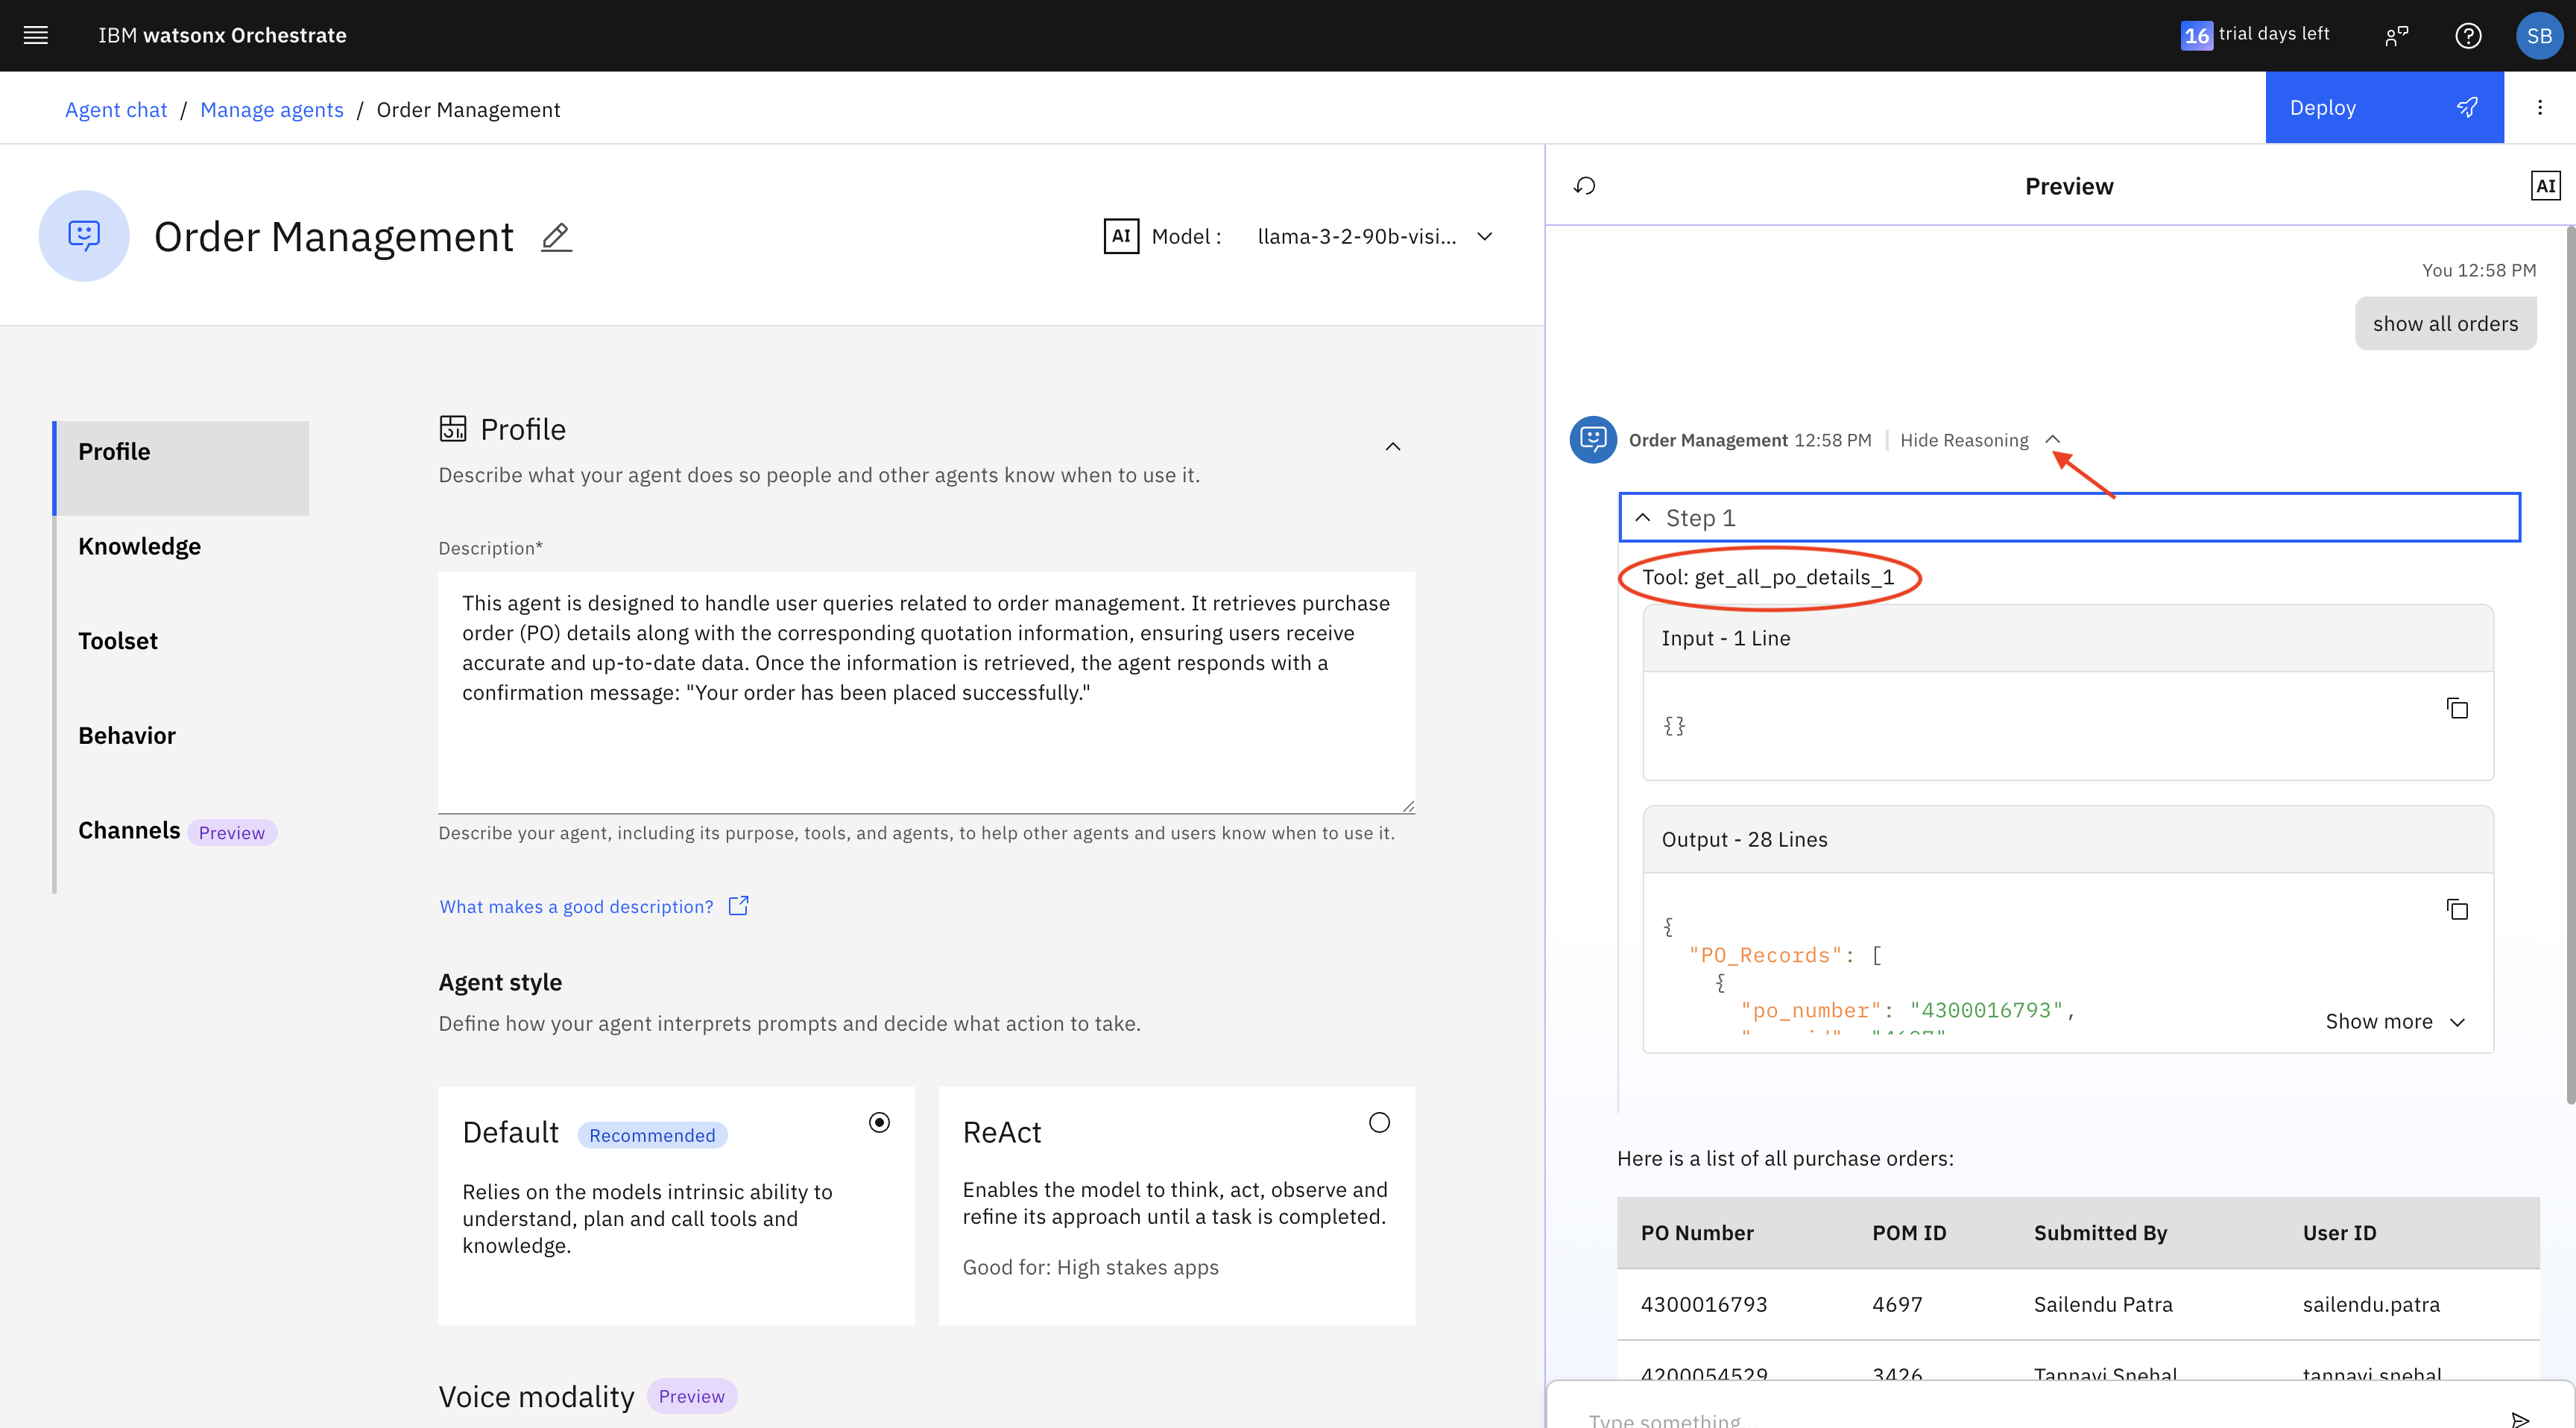 IBM watsonx Orchestrate
16 trial days left
SB
Agent chat / Manage agents / Order Management
Deploy
Order Management
AI Model : llama-3-2-90b-visi...
Profile
Knowledge
Toolset
Behavior
Channels Preview
Profile
Describe what your agent does so people and other agents know when to use it.
Description*
This agent is designed to handle user queries related to order management. It retrieves purchase
order (PO) details along with the corresponding quotation information, ensuring users receive
accurate and up-to-date data. Once the information is retrieved, the agent responds with a
confirmation message: "Your order has been placed successfully."
Describe your agent, including its purpose, tools, and agents, to help other agents and users know when to use it.
What makes a good description?
Agent style
Define how your agent interprets prompts and decide what action to take.
Default Recommended
Relies on the models intrinsic ability to
understand, plan and call tools and
knowledge.
ReAct
Enables the model to think, act, observe and
refine its approach until a task is completed.
Good for: High stakes apps
Voice modality Preview
Preview
AI
You 12:58 PM
show all orders
Order Management 12:58 PM | Hide Reasoning
Step 1
Tool: get_all_po_details_1
Input - 1 Line
{}
Output - 28 Lines
{
"PO_Records": [
{
"po_number": "4300016793",
Show more
Here is a list of all purchase orders:
PO Number POM ID Submitted By User ID
4300016793 4697 Sailendu Patra sailendu.patra
4200054529 3426 Tannavi Snehal tannavi.snehal
Type something...